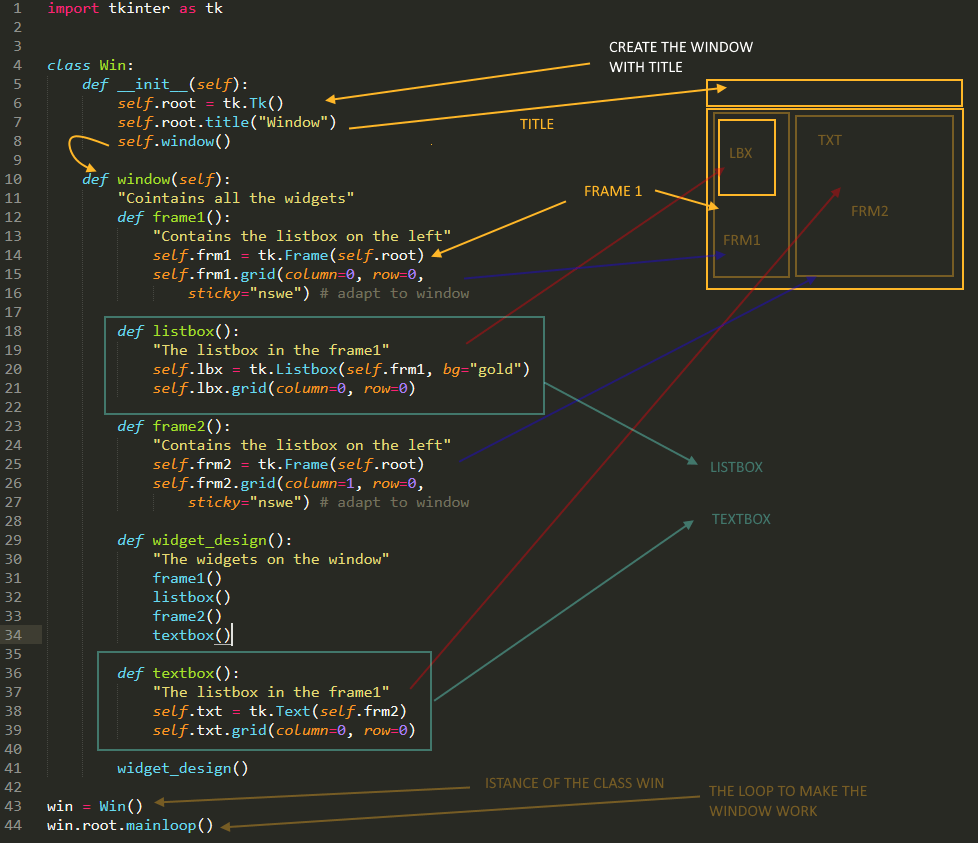 1 import tkinter as tk
2
3
4 class Win:
5 def __init__(self):
6 self.root = tk.Tk()
7 self.root.title("Window")
8 self.window()
9
10 def window(self):
11 "Cointains all the widgets"
12 def frame1():
13 "Contains the listbox on the left"
14 self.frm1 = tk.Frame(self.root)
15 self.frm1.grid(column=0, row=0,
16 sticky="nswe") # adapt to window
17
18 def listbox():
19 "The listbox in the frame1"
20 self.lbx = tk.Listbox(self.frm1, bg="gold")
21 self.lbx.grid(column=0, row=0)
22
23 def frame2():
24 "Contains the listbox on the left"
25 self.frm2 = tk.Frame(self.root)
26 self.frm2.grid(column=1, row=0,
27 sticky="nswe") # adapt to window
28
29 def widget_design():
30 "The widgets on the window"
31 frame1()
32 listbox()
33 frame2()
34 textbox()
35
36 def textbox():
37 "The listbox in the frame1"
38 self.txt = tk.Text(self.frm2)
39 self.txt.grid(column=0, row=0)
40
41 widget_design()
42
43 win = Win()
44 win.root.mainloop()
CREATE THE WINDOW
WITH TITLE
TITLE
FRAME 1
LBX
TXT
FRM2
FRM1
LISTBOX
TEXTBOX
ISTANCE OF THE CLASS WIN
THE LOOP TO MAKE THE
WINDOW WORK